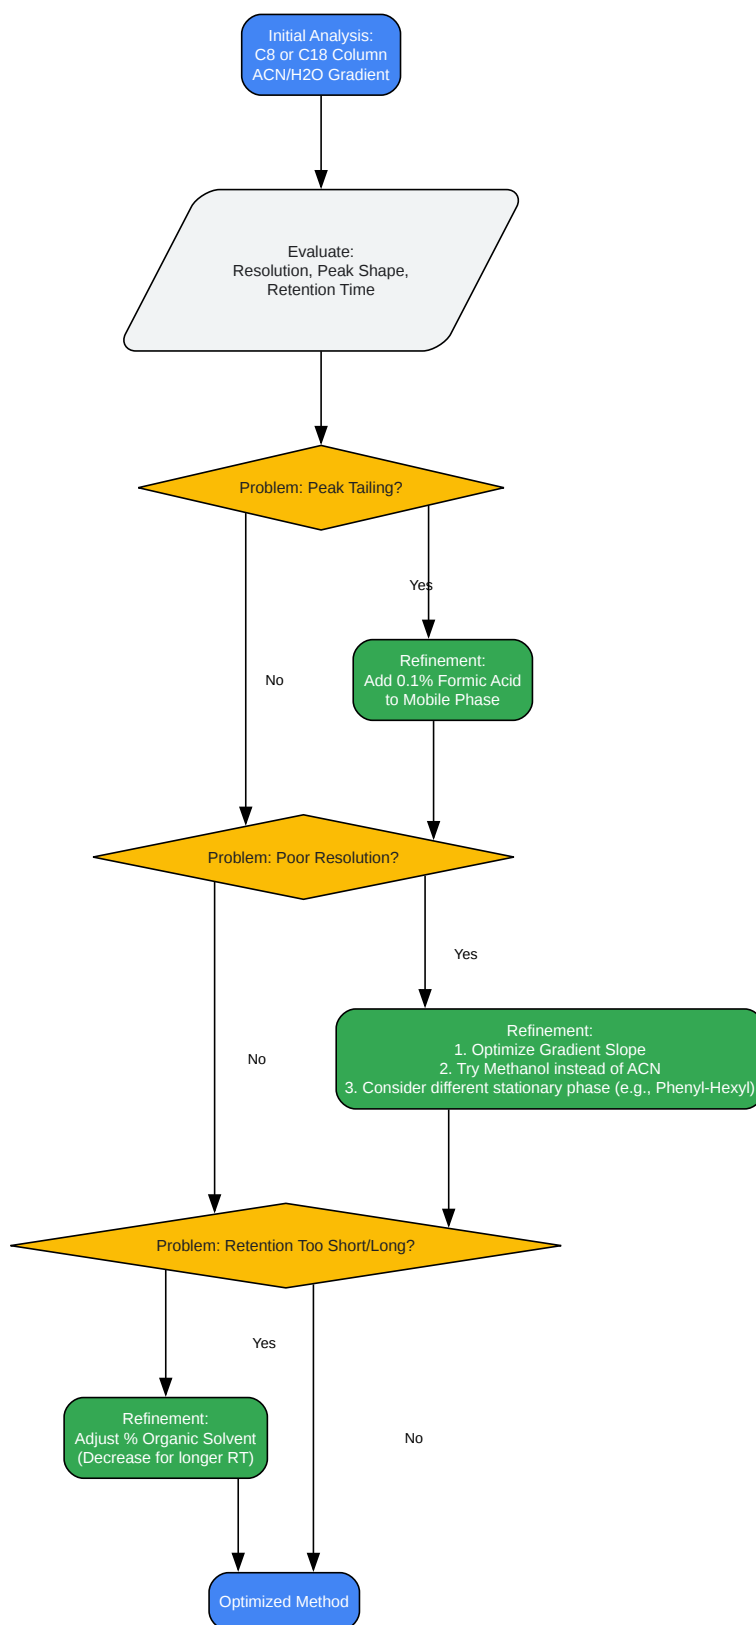 Initial Analysis:
C8 or C18 Column
ACN/H2O Gradient
Evaluate:
Resolution, Peak Shape,
Retention Time
Problem: Peak Tailing?
Yes
Refinement:
Add 0.1% Formic Acid
to Mobile Phase
No
Problem: Poor Resolution?
Yes
Refinement:
1. Optimize Gradient Slope
2. Try Methanol instead of ACN
3. Consider different stationary phase (e.g., Phenyl-Hexyl)
No
Problem: Retention Too Short/Long?
Yes
Refinement:
Adjust % Organic Solvent
(Decrease for longer RT)
No
Optimized Method